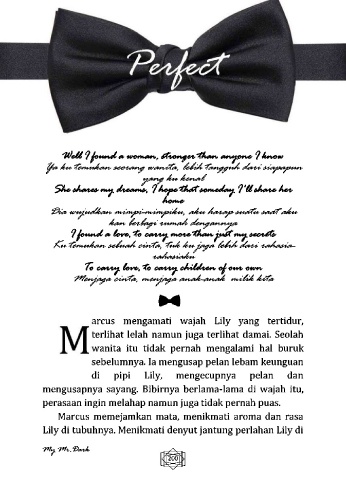 Perfect
Well I found a woman, stronger than anyone I know
Ya ku temukan seorang wanita, lebih tangguh dari siapapun
yang ku kenal
She shares my dreams, I hope that someday I'll share her
home
Dia wujudkan mimpi-mimpiku, aku harap suatu saat aku
kan berbagi rumah dengannya
I found a love, to carry more than just my secrets
Ku temukan sebuah cinta, tuk ku jaga lebih dari rahasia-
rahasiaku
To carry love, to carry children of our own
Menjaga cinta, menjaga anak-anak milik kita
Marcus mengamati wajah Lily yang tertidur,
terlihat lelah namun juga terlihat damai. Seolah
wanita itu tidak pernah mengalami hal buruk
sebelumnya. Ia mengusap pelan lebam keunguan
di pipi Lily, mengecupnya pelan dan
mengusapnya sayang. Bibirnya berlama-lama di wajah itu,
perasaan ingin melahap namun juga tidak pernah puas.
Marcus memejamkan mata, menikmati aroma dan rasa
Lily di tubuhnya. Menikmati denyut jantung perlahan Lily di
My Mr. Dark
200